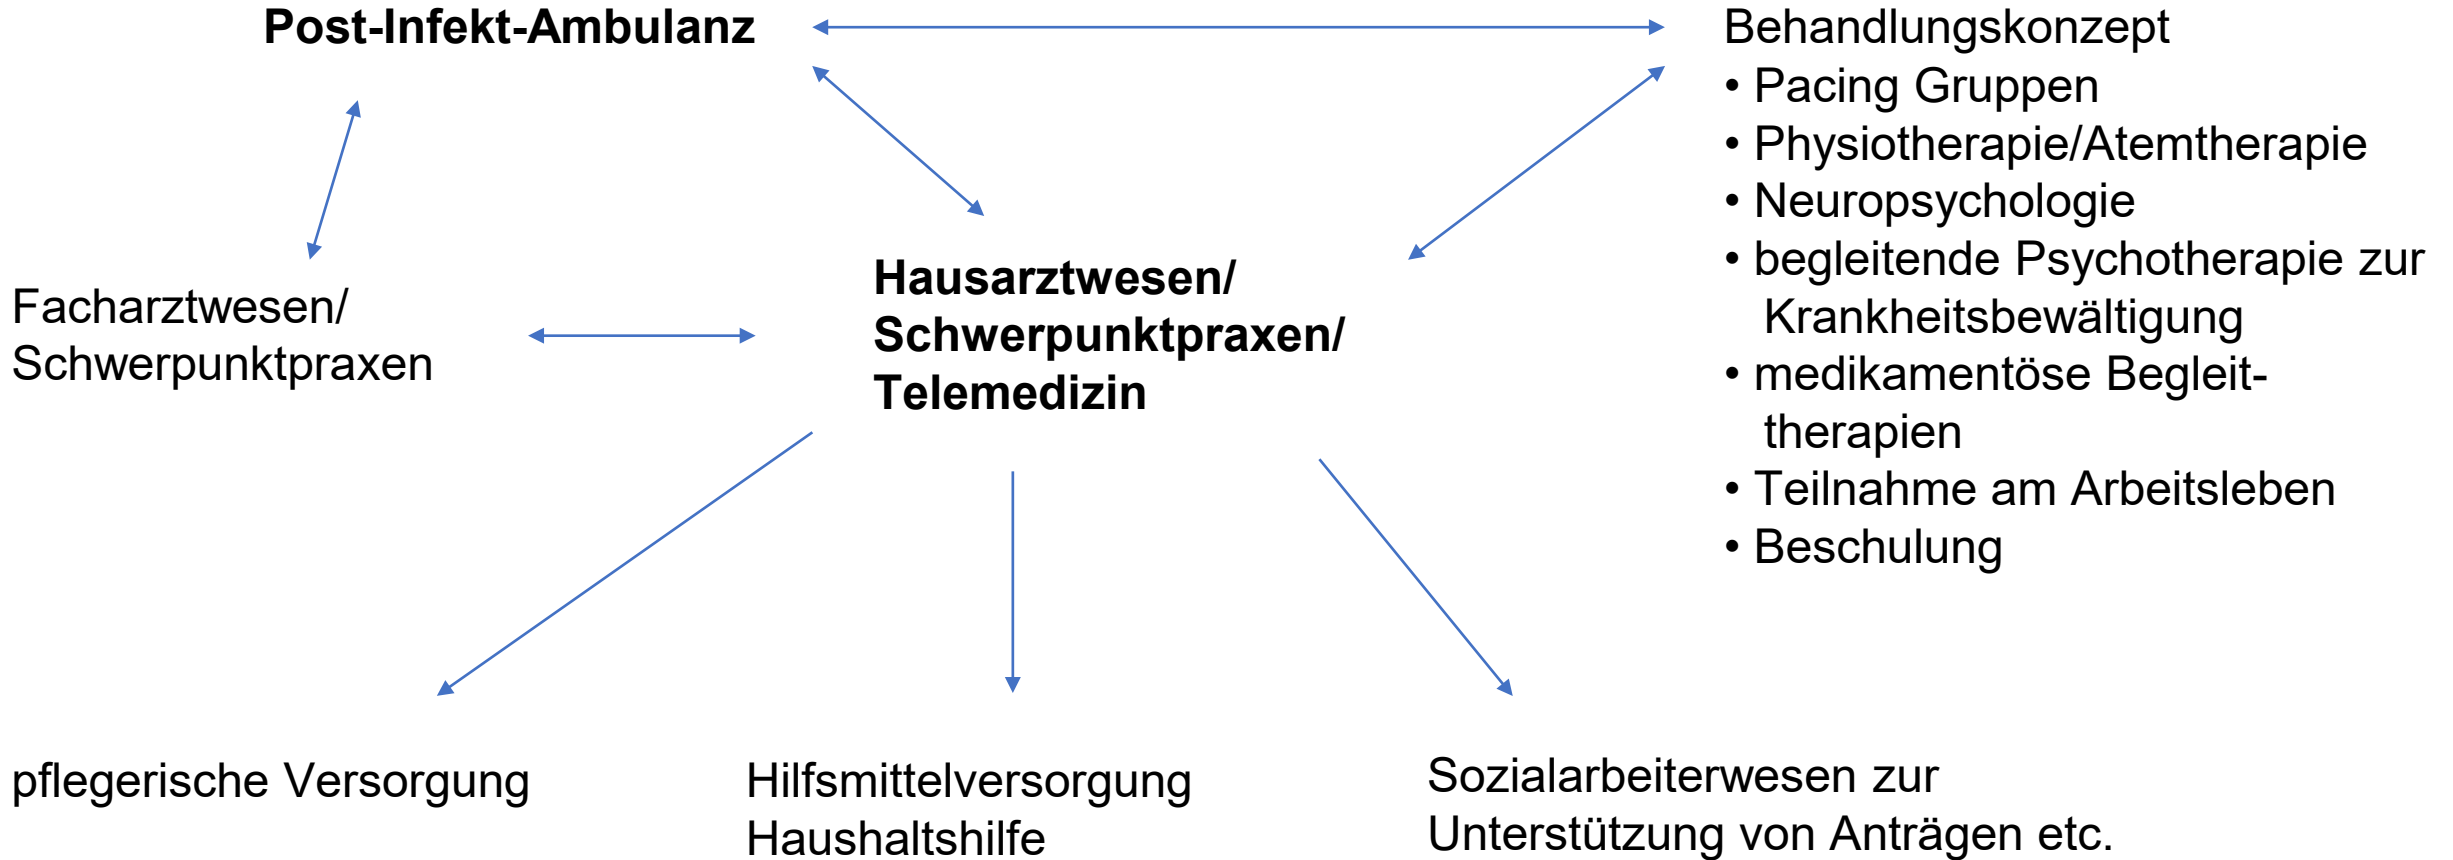 Post-Infekt-Ambulanz
Behandlungskonzept
• Pacing Gruppen
• Physiotherapie/Atemtherapie
• Neuropsychologie
• begleitende Psychotherapie zur
Krankheitsbewältigung
• medikamentöse Begleit-
therapien
• Teilnahme am Arbeitsleben
• Beschulung
Facharztwesen/
Schwerpunktpraxen
Hausarztwesen/
Schwerpunktpraxen/
Telemedizin
pflegerische Versorgung
Hilfsmittelversorgung
Haushaltshilfe
Sozialarbeiterwesen zur
Unterstützung von Anträgen etc.